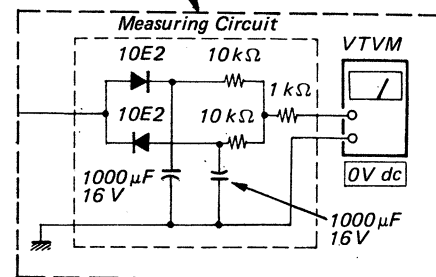 Measuring Circuit
10E2
10kΩ
VTVM
1kΩ
10E2
10kΩ
1000μF
16V
0V dc
1000μF
16V